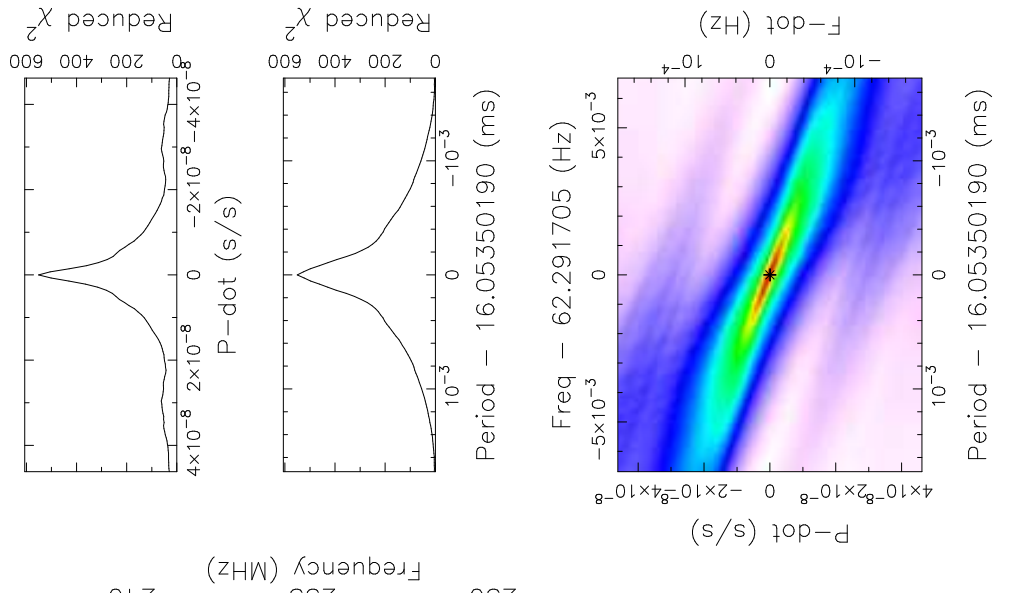 Reduced χ²
0 200 400 600
−4×10⁻⁸ −2×10⁻⁸ 0 2×10⁻⁸ 4×10⁻⁸
P−dot (s/s)
Reduced χ²
0 200 400 600
−10⁻³ 0 10⁻³
Period − 16.05350190 (ms)
F−dot (Hz)
−10⁻⁴ 0 10⁻⁴
Freq − 62.291705 (Hz)
−5×10⁻³ 0 5×10⁻³
−10⁻³ 0 10⁻³
Period − 16.05350190 (ms)
4×10⁻⁸ 2×10⁻⁸ 0 −2×10⁻⁸ −4×10⁻⁸
P−dot (s/s)
Frequency (MHz)